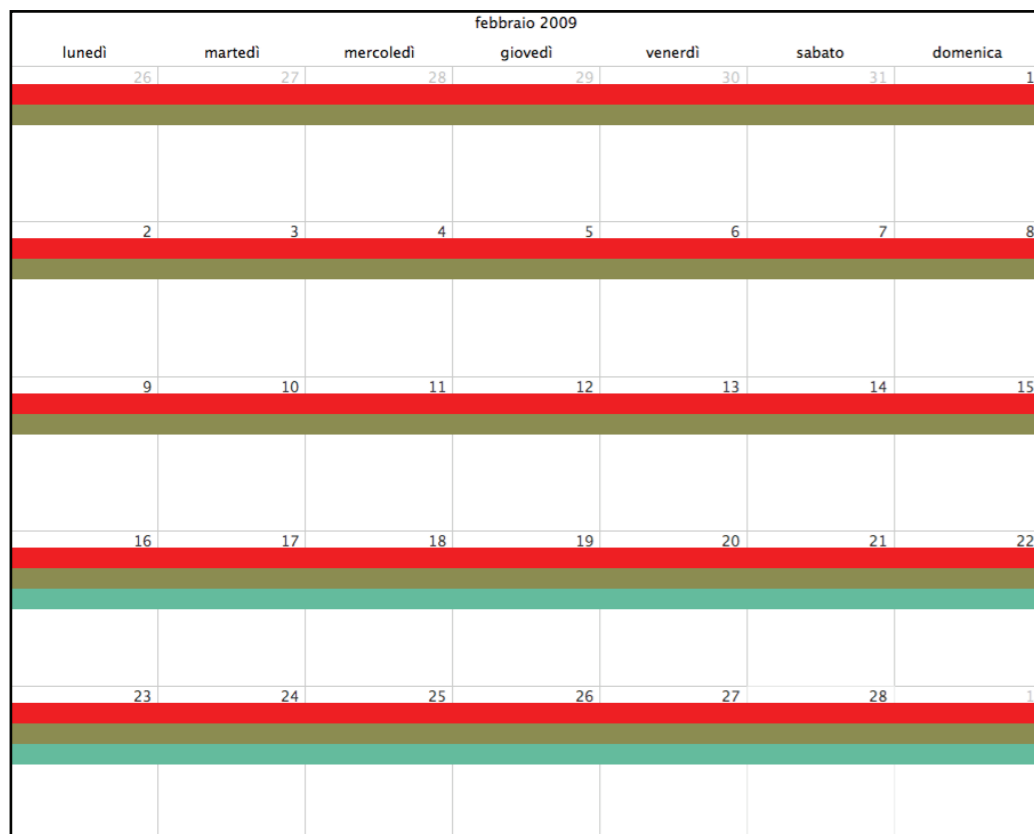 febbraio 2009
lunedì martedì mercoledì giovedì venerdì sabato domenica
26 27 28 29 30 31 1
2 3 4 5 6 7 8
9 10 11 12 13 14 15
16 17 18 19 20 21 22
23 24 25 26 27 28 1